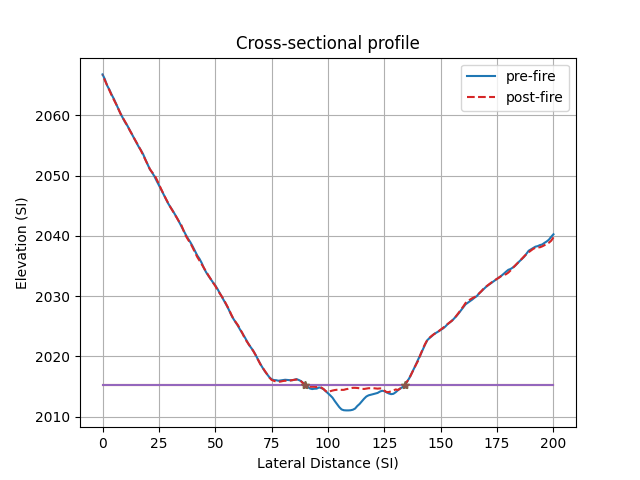 Cross-sectional profile
pre-fire
post-fire
Elevation (SI)
2060
2050
2040
2030
2020
2010
0 25 50 75 100 125 150 175 200
Lateral Distance (SI)